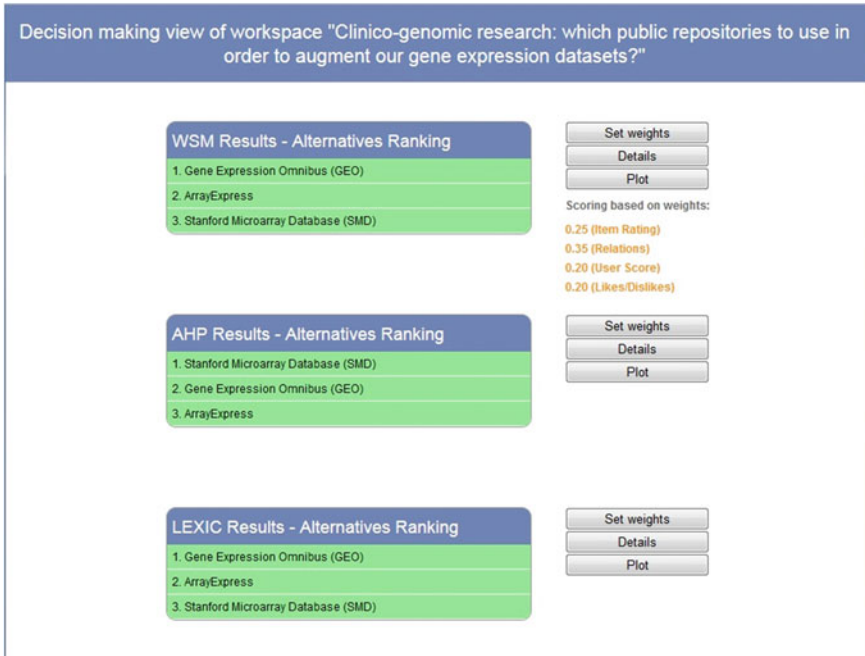 Decision making view of workspace "Clinico-genomic research: which public repositories to use in
order to augment our gene expression datasets?"
WSM Results - Alternatives Ranking
1. Gene Expression Omnibus (GEO)
2. ArrayExpress
3. Stanford Microarray Database (SMD)
Set weights
Details
Plot
Scoring based on weights:
0.25 (Item Rating)
0.35 (Relations)
0.20 (User Score)
0.20 (Likes/Dislikes)
AHP Results - Alternatives Ranking
1. Stanford Microarray Database (SMD)
2. Gene Expression Omnibus (GEO)
3. ArrayExpress
Set weights
Details
Plot
LEXIC Results - Alternatives Ranking
1. Gene Expression Omnibus (GEO)
2. ArrayExpress
3. Stanford Microarray Database (SMD)
Set weights
Details
Plot